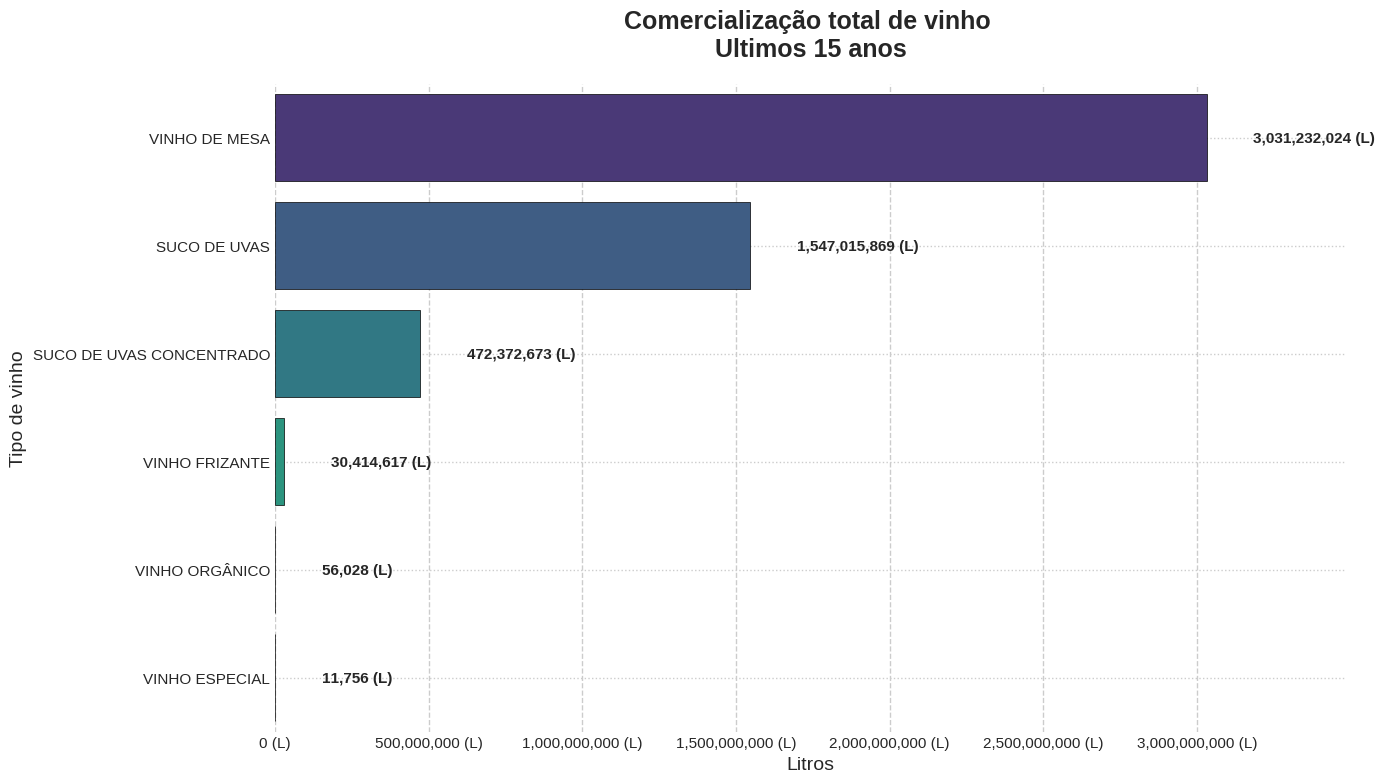 Comercialização total de vinho
Ultimos 15 anos
VINHO DE MESA
3,031,232,024 (L)
SUCO DE UVAS
1,547,015,869 (L)
SUCO DE UVAS CONCENTRADO
472,372,673 (L)
VINHO FRIZANTE
30,414,617 (L)
VINHO ORGÂNICO
56,028 (L)
VINHO ESPECIAL
11,756 (L)
Tipo de vinho
0 (L)
500,000,000 (L)
1,000,000,000 (L)
1,500,000,000 (L)
2,000,000,000 (L)
2,500,000,000 (L)
3,000,000,000 (L)
Litros